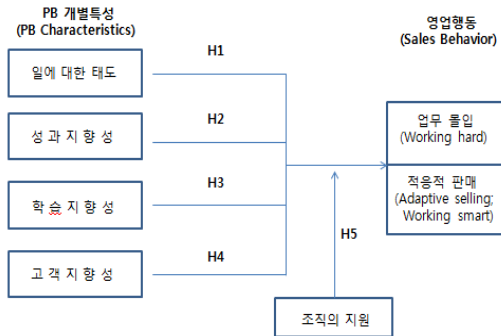 PB 개별특성
(PB Characteristics)
영업행동
(Sales Behavior)
H1
일에 대한 태도
H2
성 과 지 향 성
업무 몰입
(Working hard)
적응적 판매
(Adaptive selling;
Working smart)
H3
학 습 지 향 성
H4
H5
고 객 지 향 성
조직의 지원